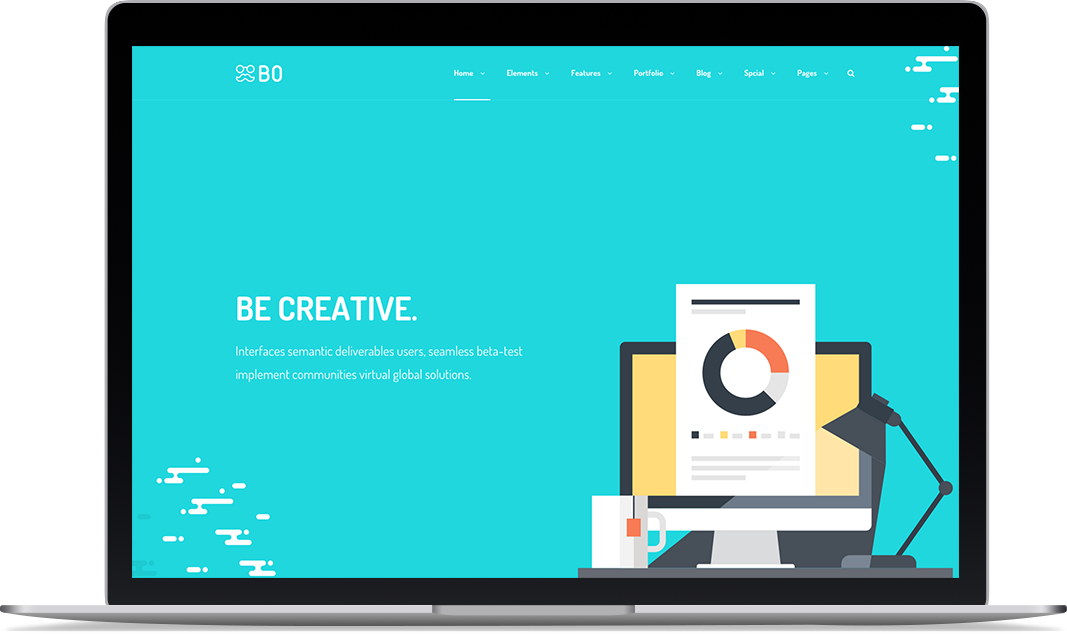 BO
Home Elements Features Portfolio Blog Spcial Pages
BE CREATIVE.
Interfaces semantic deliverables users, seamless beta-test
implement communities virtual global solutions.